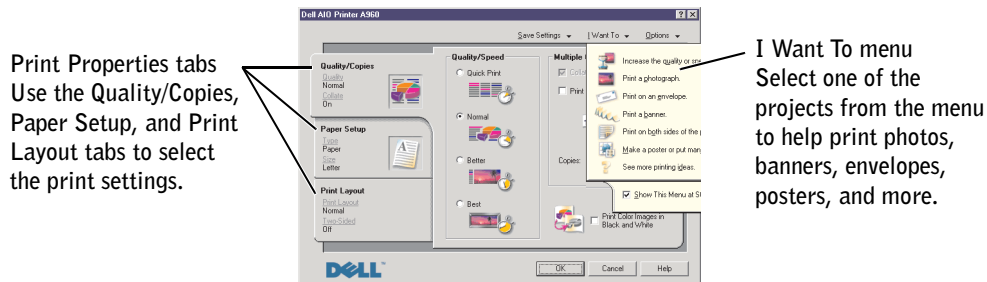 Print Properties tabs
Use the Quality/Copies,
Paper Setup, and Print
Layout tabs to select
the print settings.
Dell AIO Printer A960
Save Settings
I Want To
Options
Quality/Copies
Quality
Normal
Collate
On
Paper Setup
Type
Paper
Size
Letter
Print Layout
Print Layout
Normal
Two-Sided
Off
Quality/Speed
Quick Print
Normal
Better
Best
Multiple
Print
Copies:
Print Color Images in
Black and White
Increase the quality or
Print a photograph.
Print on an envelope.
Print a banner.
Print on both sides of the
Make a poster or put
See more printing ideas.
Show This Menu at
DELL™
OK
Cancel
Help
I Want To menu
Select one of the
projects from the menu
to help print photos,
banners, envelopes,
posters, and more.